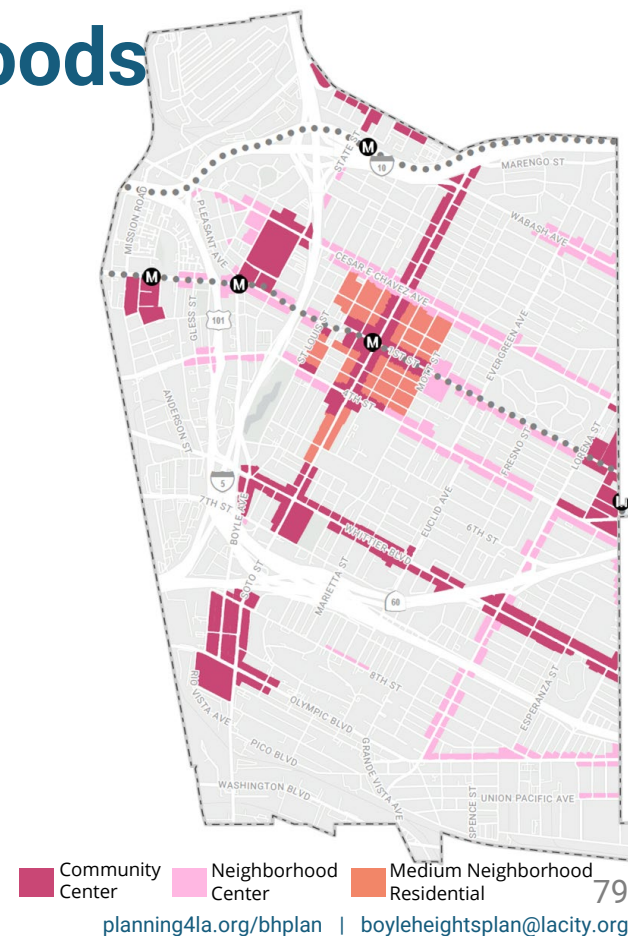 oods
M
STATE ST
10
MARENGO ST
MISSION ROAD
PLEASANT AVE
WABASH AVE
CESAR E CHAVEZ AVE
M
M
GLESS ST
101
ST LOUIS ST
M
1ST ST
MOTT ST
EVERGREEN AVE
4TH ST
ANDERSON ST
FRESNO ST
LORENA ST
5
7TH ST
BOYLE AVE
EUCLID AVE
6TH ST
WHITTIER BLVD
SOTO ST
MARIETTA ST
60
8TH ST
RIO VISTA AVE
OLYMPIC BLVD
ESPERANZA ST
PICO BLVD
GRANDE VISTA AVE
WASHINGTON BLVD
SPENCE ST
UNION PACIFIC AVE
Community
Center
Neighborhood
Center
Medium Neighborhood
Residential
79
planning4la.org/bhplan | boyleheightsplan@lacity.org